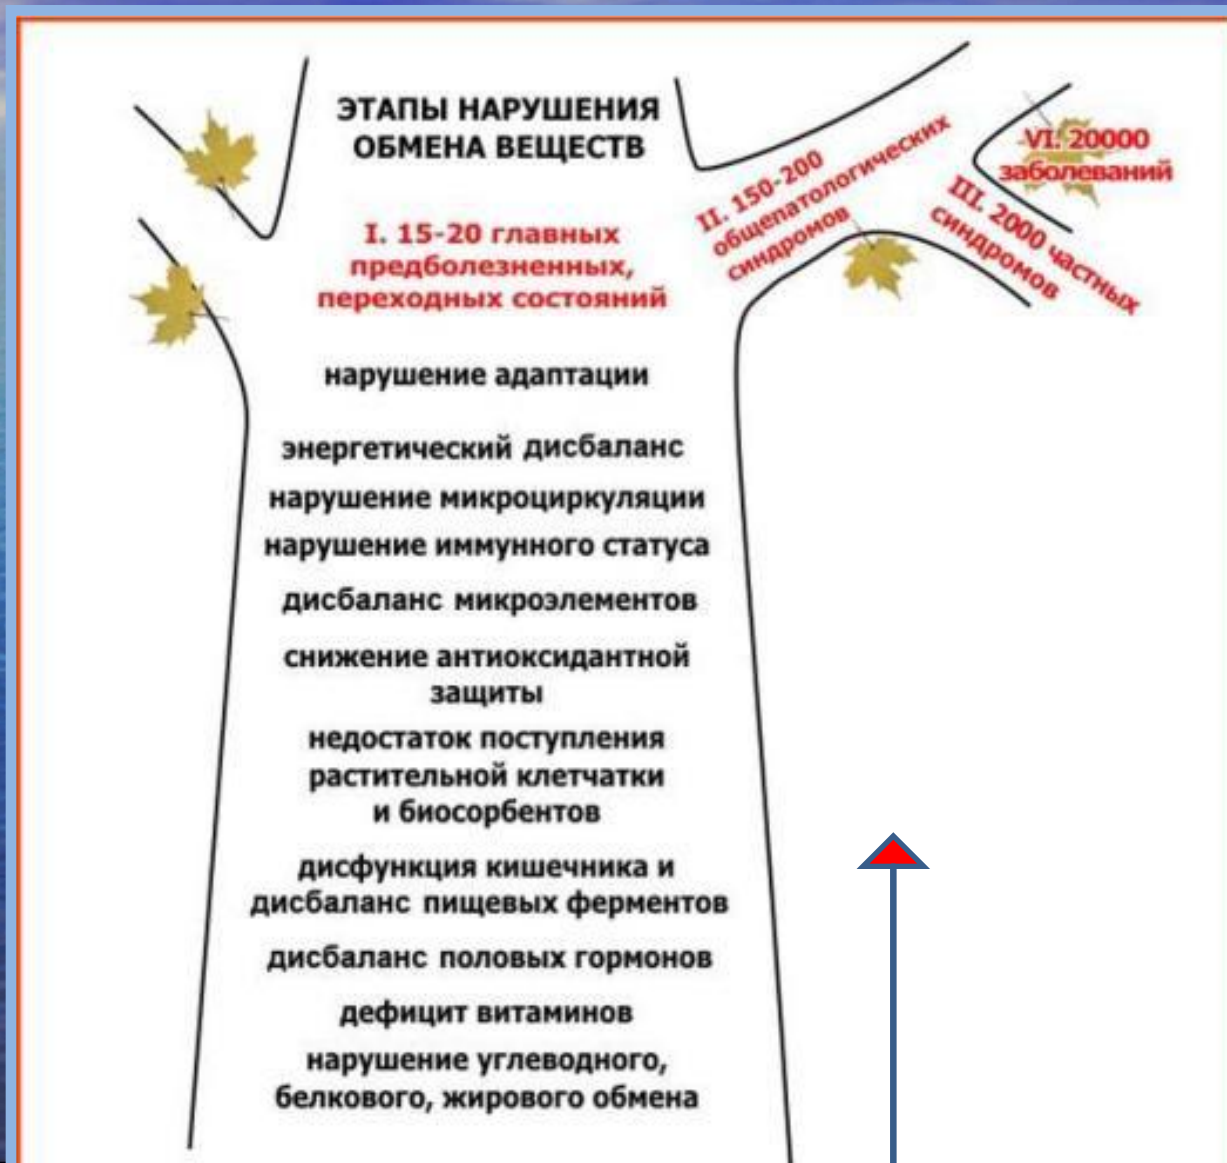 ЭТАПЫ НАРУШЕНИЯ
ОБМЕНА ВЕЩЕСТВ
I. 15-20 главных
предболезненных,
переходных состояний
II. 150-200
общепатологических
синдромов
III. 2000 частных
синдромов
VI. 20000
заболеваний
нарушение адаптации
энергетический дисбаланс
нарушение микроциркуляции
нарушение иммунного статуса
дисбаланс микроэлементов
снижение антиоксидантной
защиты
недостаток поступления
растительной клетчатки
и биосорбентов
дисфункция кишечника и
дисбаланс пищевых ферментов
дисбаланс половых гормонов
дефицит витаминов
нарушение углеводного,
белкового, жирового обмена